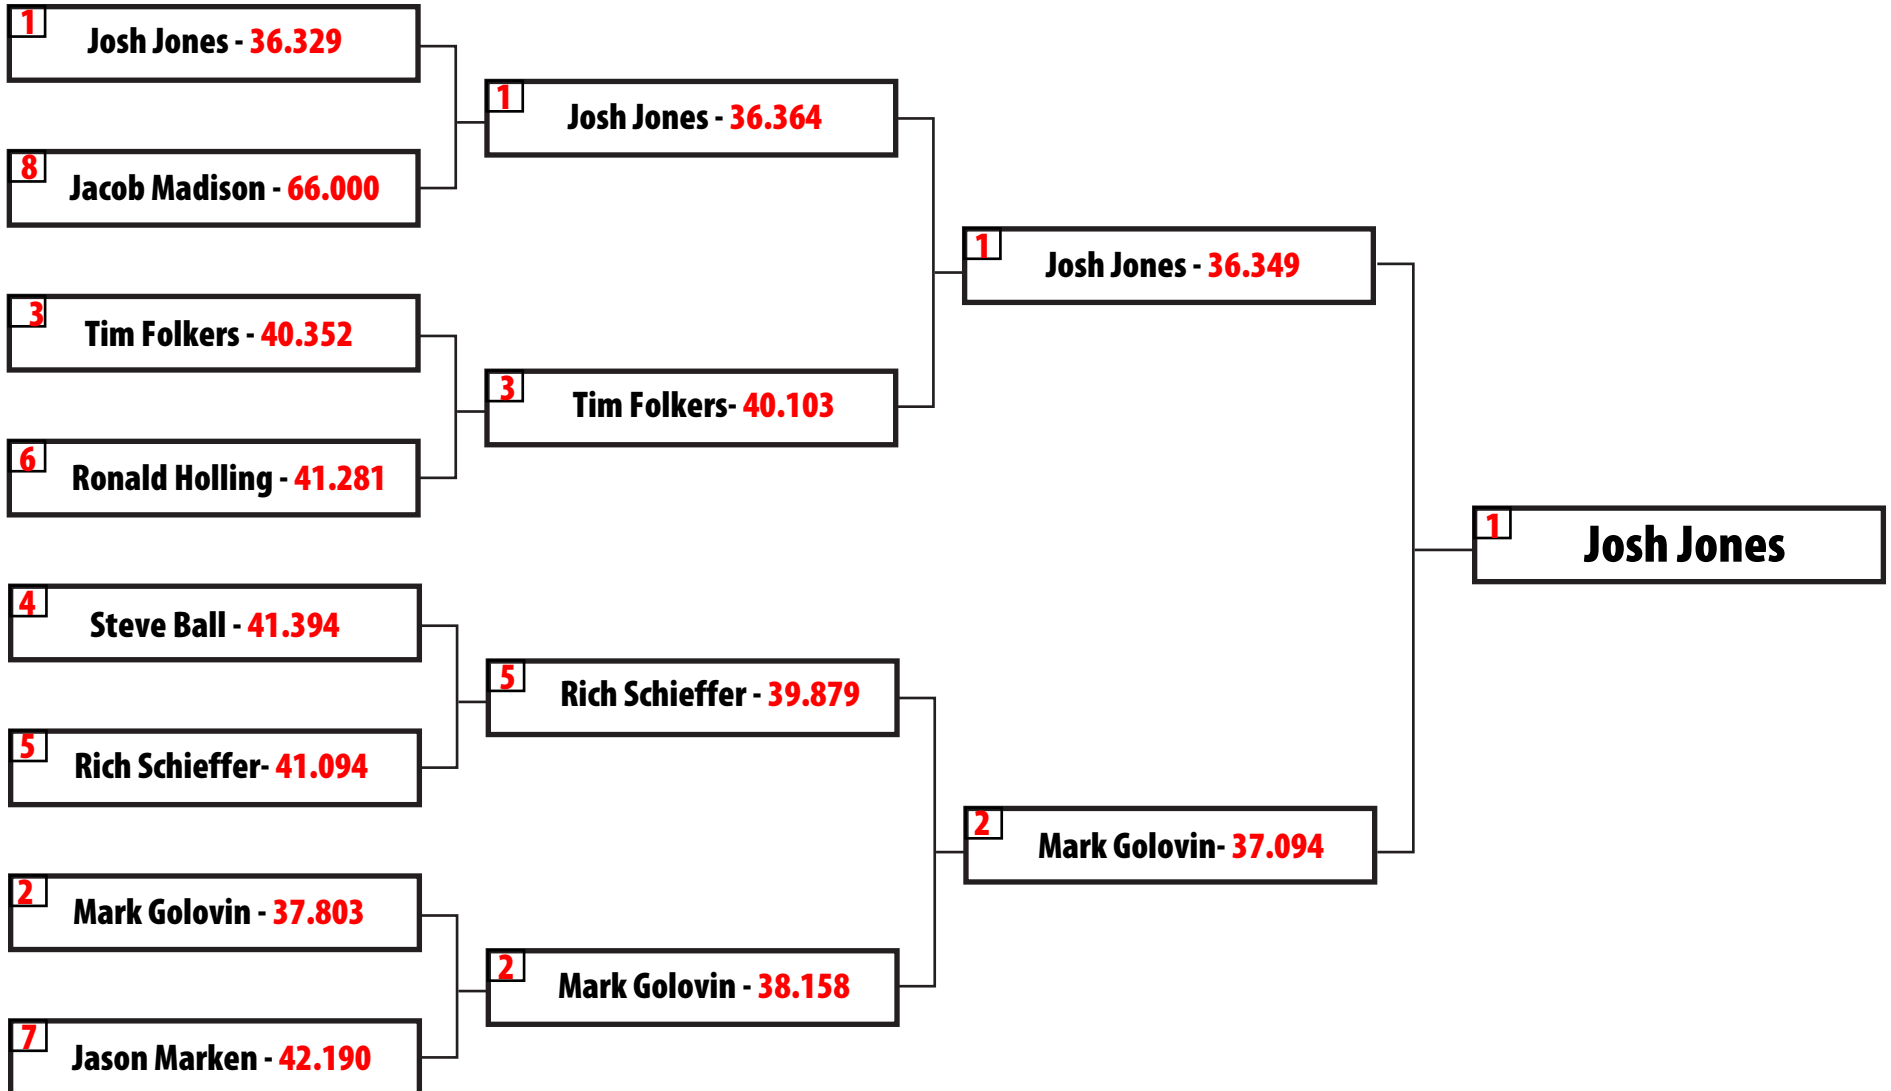 1
Josh Jones - 36.329
8
Jacob Madison - 66.000
3
Tim Folkers - 40.352
6
Ronald Holling - 41.281
4
Steve Ball - 41.394
5
Rich Schieffer- 41.094
2
Mark Golovin - 37.803
7
Jason Marken - 42.190
1
Josh Jones - 36.364
3
Tim Folkers- 40.103
5
Rich Schieffer - 39.879
2
Mark Golovin - 38.158
1
Josh Jones - 36.349
2
Mark Golovin- 37.094
1
Josh Jones